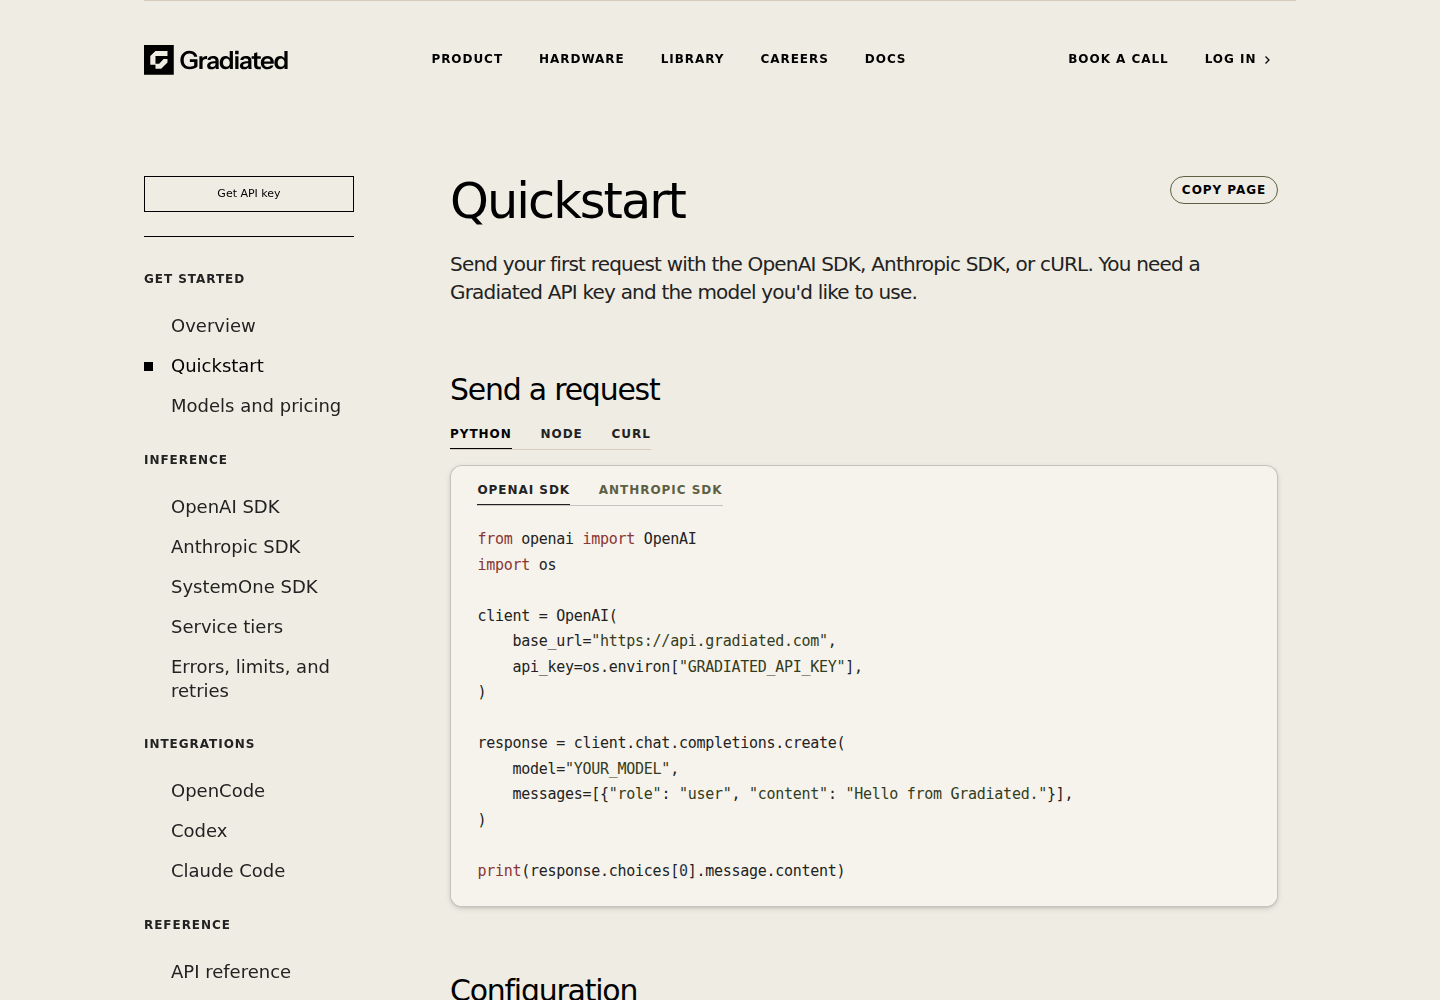 Gradiated
PRODUCT HARDWARE LIBRARY CAREERS DOCS
BOOK A CALL LOG IN
Get API key
GET STARTED
Overview
Quickstart
Models and pricing
INFERENCE
OpenAI SDK
Anthropic SDK
SystemOne SDK
Service tiers
Errors, limits, and
retries
INTEGRATIONS
OpenCode
Codex
Claude Code
REFERENCE
API reference
Quickstart
COPY PAGE
Send your first request with the OpenAI SDK, Anthropic SDK, or cURL. You need a
Gradiated API key and the model you'd like to use.
Send a request
PYTHON NODE CURL
OPENAI SDK ANTHROPIC SDK
from openai import OpenAI
import os
client = OpenAI(
    base_url="https://api.gradiated.com",
    api_key=os.environ["GRADIATED_API_KEY"],
)
response = client.chat.completions.create(
    model="YOUR_MODEL",
    messages=[{"role": "user", "content": "Hello from Gradiated."}],
)
print(response.choices[0].message.content)
Configuration